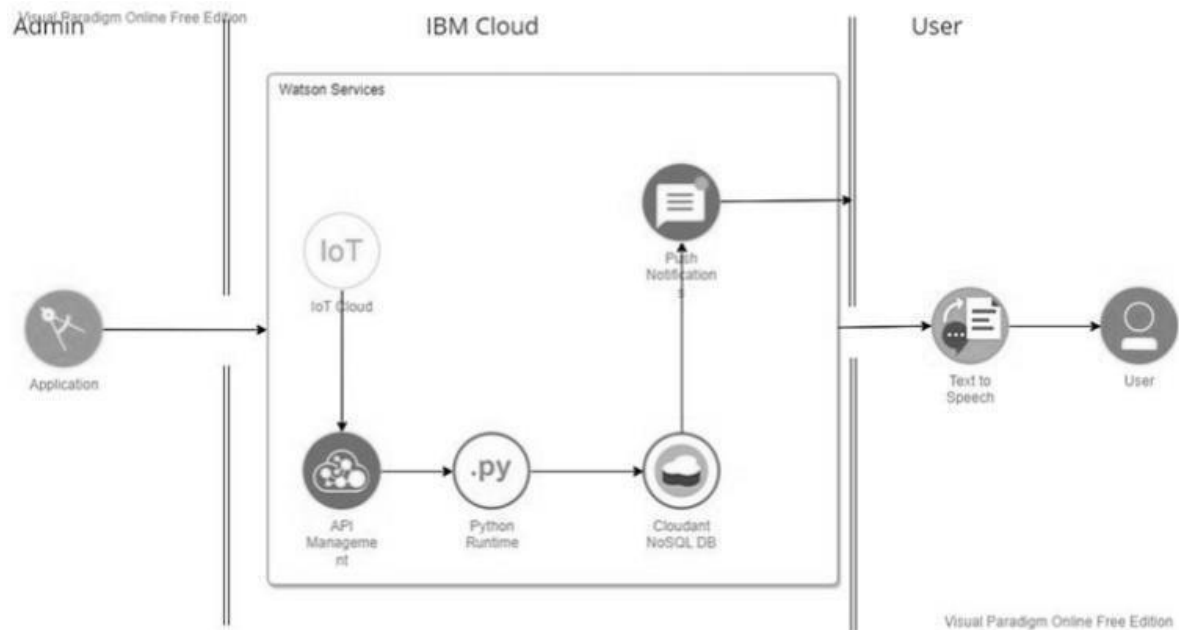 Visual Paradigm Online Free Edition
Admin
IBM Cloud
User
Watson Services
IoT
IoT Cloud
Push
Notification
s
Application
Text to
Speech
User
.py
API
Manageme
nt
Python
Runtime
Cloudant
NoSQL DB
Visual Paradigm Online Free Edition